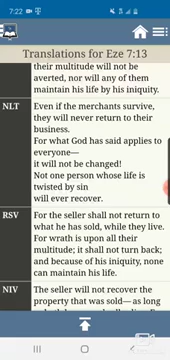 7:22
Translations for Eze 7:13
their multitude will not be
averted, nor will any of them
maintain his life by his iniquity.
NLT
Even if the merchants survive,
they will never return to their
business.
For what God has said applies to
everyone—
it will not be changed!
Not one person whose life is
twisted by sin
will ever recover.
RSV
For the seller shall not return to
what he has sold, while they live.
For wrath is upon all their
multitude; it shall not turn back;
and because of his iniquity, none
can maintain his life.
NIV
The seller will not recover the
property that was sold— as long